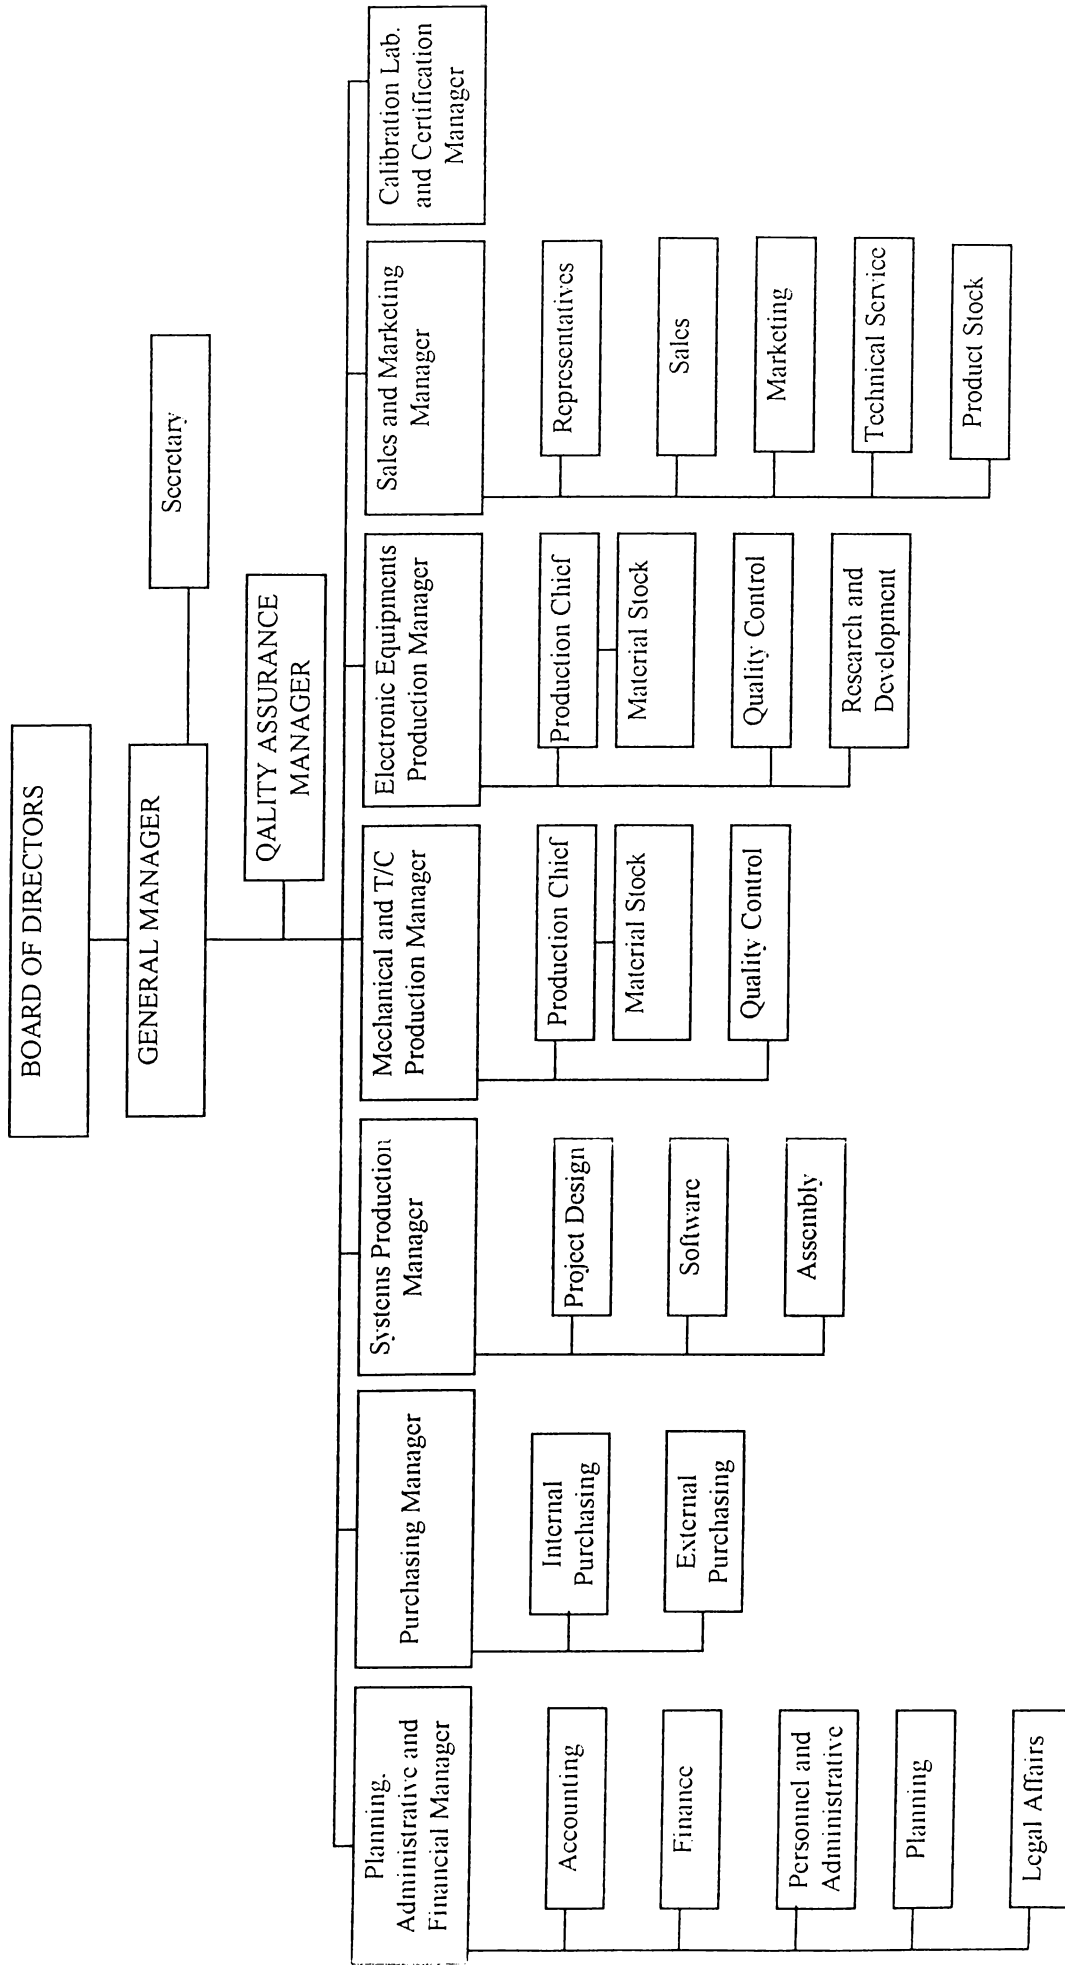 BOARD OF DIRECTORS
GENERAL MANAGER
Secretary
QALITY ASSURANCE
MANAGER
Planning.
Administrative and
Financial Manager
Accounting
Finance
Personnel and
Administrative
Planning
Legal Affairs
Purchasing Manager
Internal
Purchasing
External
Purchasing
Systems Production
Manager
Project Design
Software
Assembly
Mechanical and T/C
Production Manager
Production Chief
Material Stock
Quality Control
Electronic Equipments
Production Manager
Production Chief
Material Stock
Quality Control
Research and
Development
Sales and Marketing
Manager
Representatives
Sales
Marketing
Technical Service
Product Stock
Calibration Lab.
and Certification
Manager